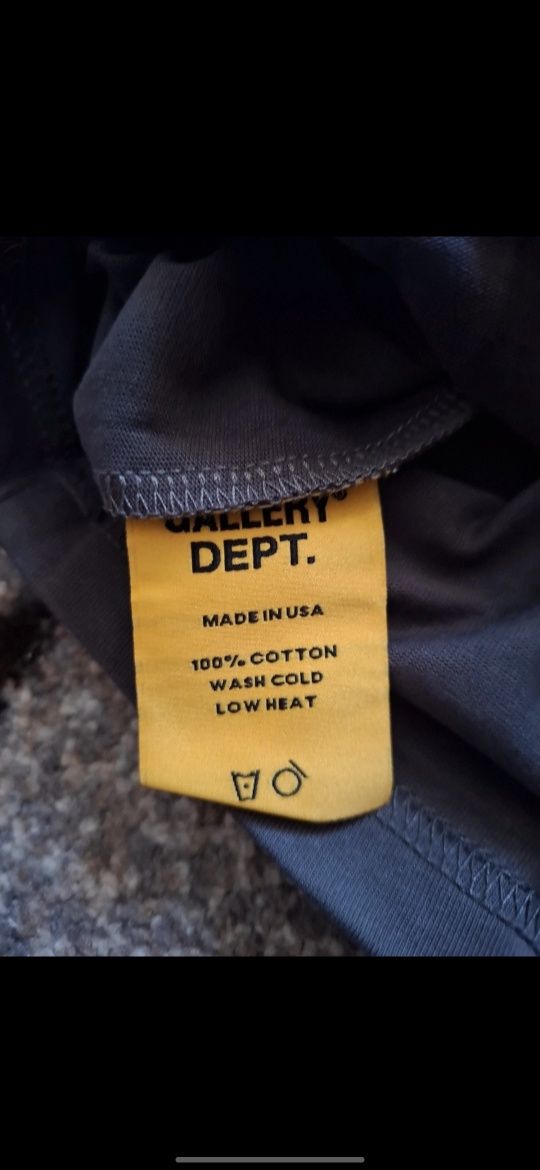 GALLERY®
DEPT.
MADE IN USA
100% COTTON
WASH COLD
LOW HEAT